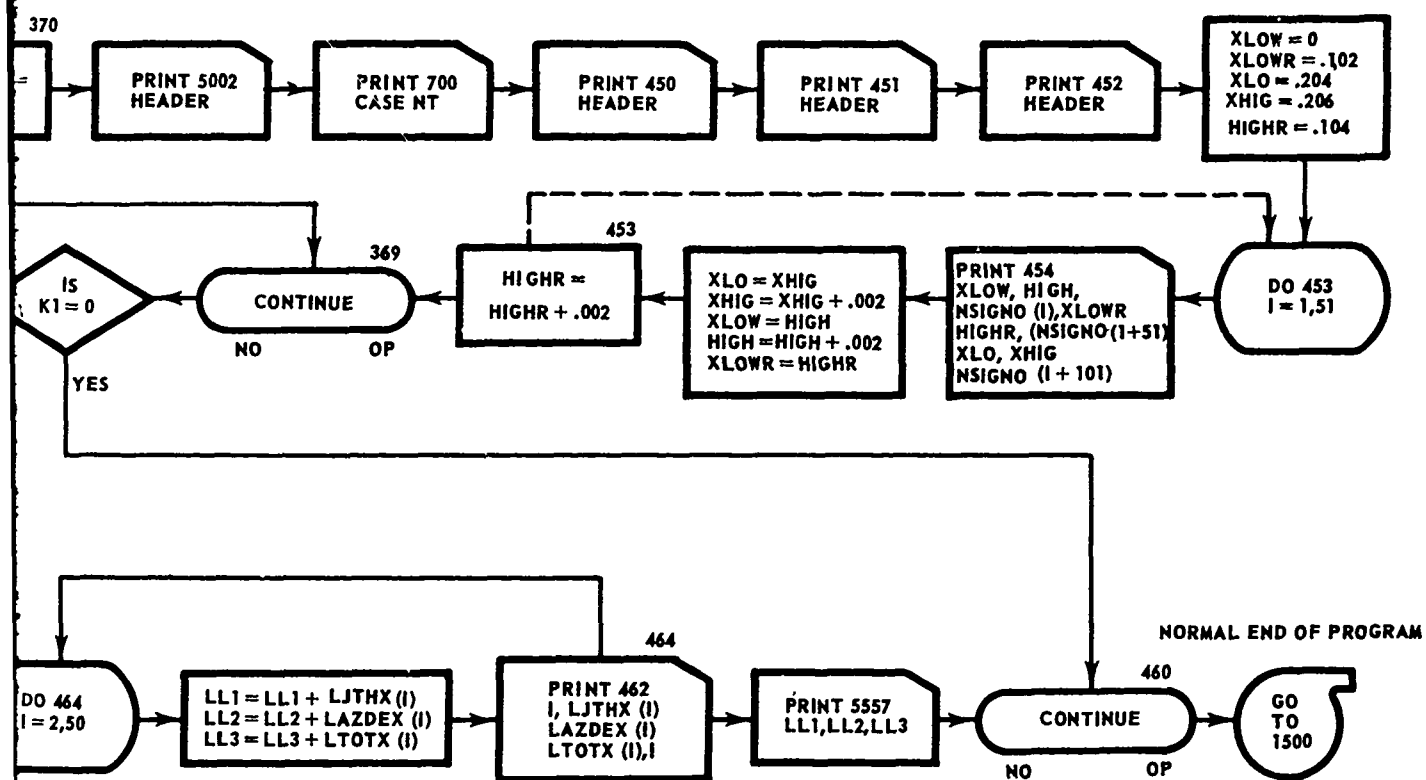 370
=
PRINT 5002
HEADER
PRINT 700
CASE NT
PRINT 450
HEADER
PRINT 451
HEADER
PRINT 452
HEADER
XLOW = 0
XLOWR = .102
XLO = .204
XHIG = .206
HIGHR = .104
IS
K1 = 0
YES
369
CONTINUE
NO OP
453
HIGHR =
HIGHR + .002
XLO = XHIG
XHIG = XHIG + .002
XLOW = HIGH
HIGH = HIGH + .002
XLOWR = HIGHR
PRINT 454
XLOW, HIGH,
NSIGNO (I), XLOWR
HIGHR, (NSIGNO (I+51)
XLO, XHIG
NSIGNO (I + 101)
DO 453
I = 1,51
DO 464
I = 2,50
LL1 = LL1 + LJTHX (I)
LL2 = LL2 + LAZDEX (I)
LL3 = LL3 + LTOTX (I)
464
PRINT 462
I, LJTHX (I)
LAZDEX (I)
LTOTX (I), I
PRINT 5557
LL1, LL2, LL3
460
CONTINUE
NO OP
NORMAL END OF PROGRAM
GO
TO
1500